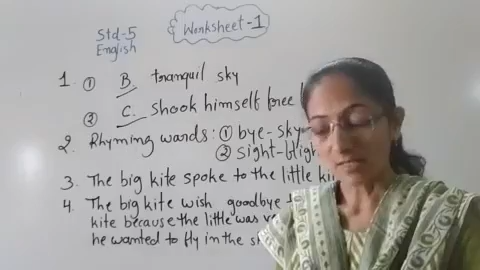 Std-5
English
Worksheet-1
1. ① B. tranquil sky
② C. shook himself free
2. Rhyming words: ① bye-sky
② sight-fligh
3. The big kite spoke to the little
4. The big kite wish goodbye
kite because the little was
he wanted to fly in the